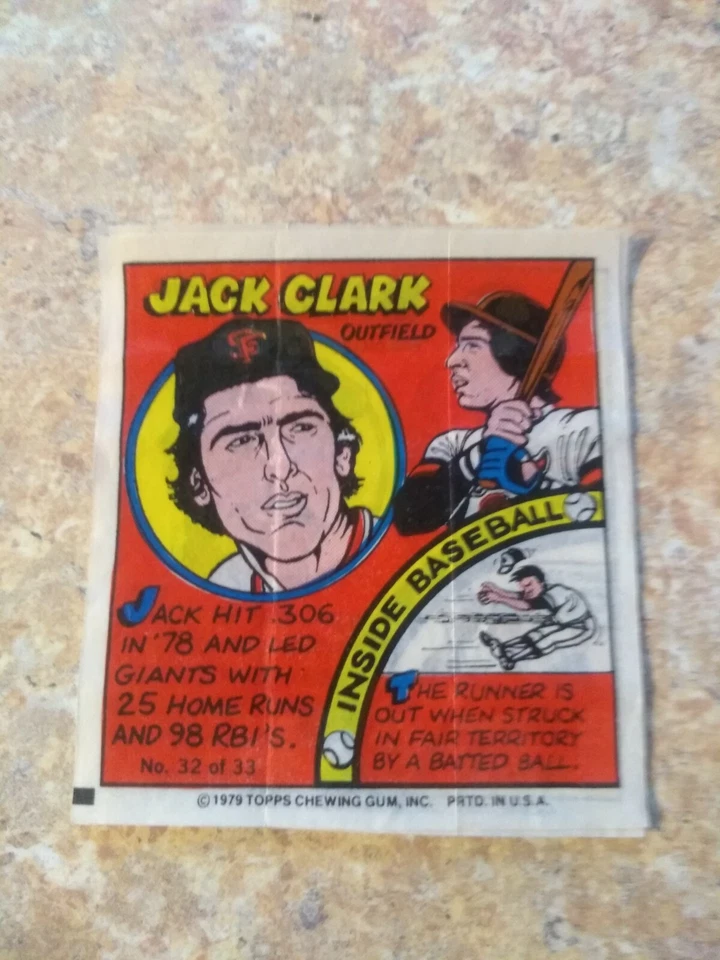 JACK CLARK
OUTFIELD
SF
JACK HIT .306
IN '78 AND LED
GIANTS WITH
25 HOME RUNS
AND 98 RBI'S.
No. 32 of 33
INSIDE BASEBALL
THE RUNNER IS
OUT WHEN STRUCK
IN FAIR TERRITORY
BY A BATTED BALL.
© 1979 TOPPS CHEWING GUM, INC. PRTD. IN U.S.A.